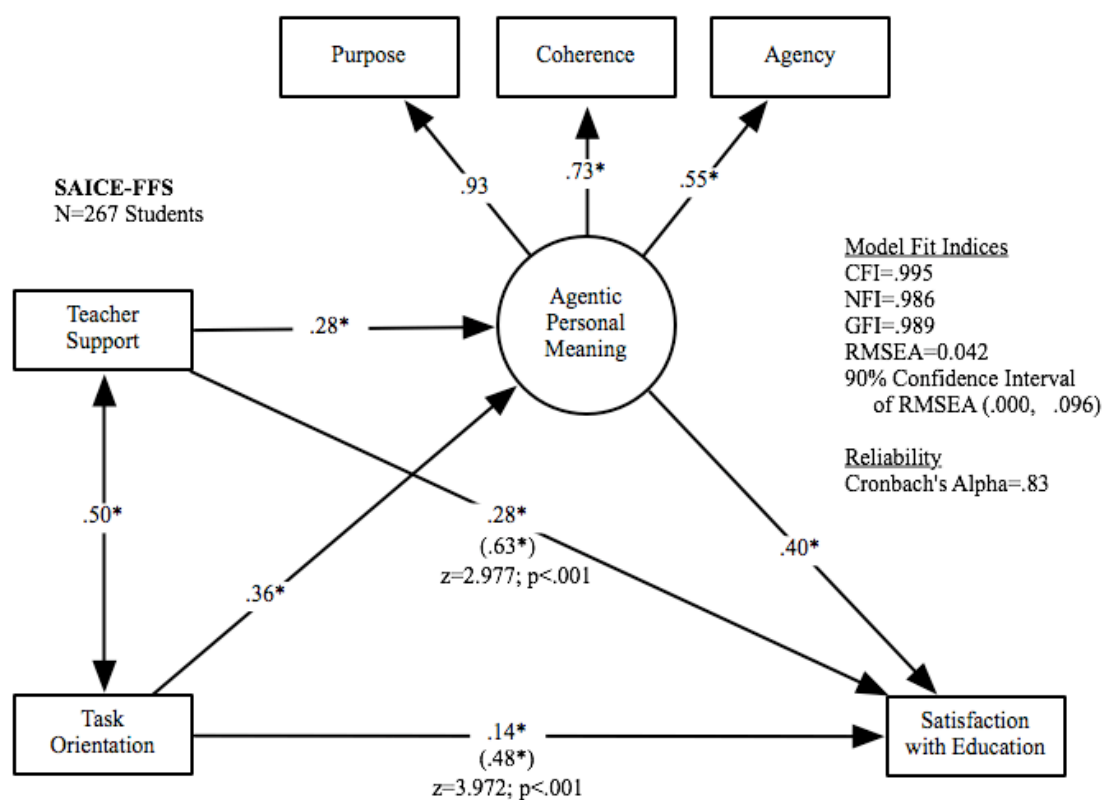 Purpose
Coherence
Agency
.93
.73*
.55*
SAICE-FFS
N=267 Students
Model Fit Indices
CFI=.995
NFI=.986
GFI=.989
RMSEA=0.042
90% Confidence Interval
of RMSEA (.000, .096)
Reliability
Cronbach's Alpha=.83
Agentic
Personal
Meaning
Teacher
Support
.28*
.50*
.28*
(.63*)
z=2.977; p<.001
.40*
.36*
Task
Orientation
.14*
(.48*)
z=3.972; p<.001
Satisfaction
with Education